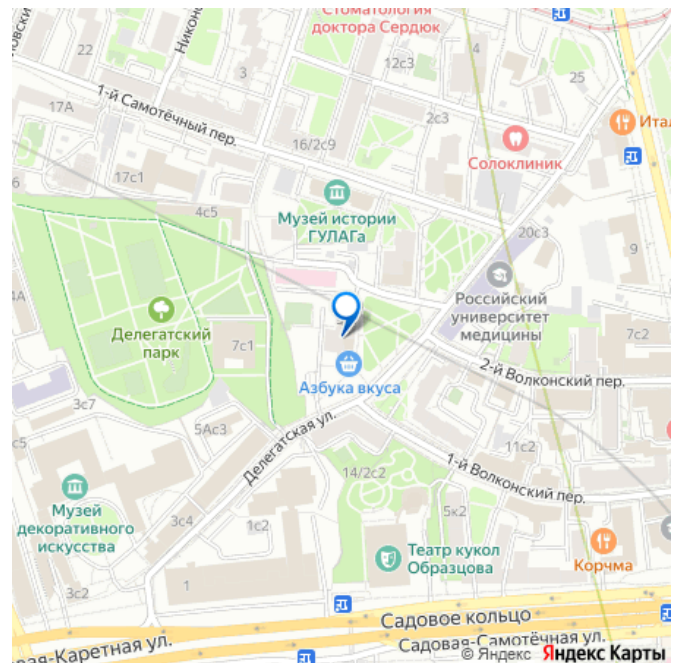 Стоматология
доктора Сердюк
4
22
3
12с3
25
17А
1-й Самотёчный пер.
2с3
Итал
16/2с9
Солоклиник
17с1
Музей истории
ГУЛАГа
4с5
20с3
9
Российский
университет
медицины
Делегатский
парк
7с1
7с2
2-й Волконский пер.
Азбука вкуса
3с7
5Ас3
Делегатская ул.
11с2
1-й Волконский пер.
14/2с2
Музей
декоративного
искусства
3с4
1с2
5к2
Театр кукол
Образцова
Корчма
3с2
1
Садовое кольцо
Садовая-Самотёчная ул.
вая-Каретная ул.
© Яндекс Яндекс Карты